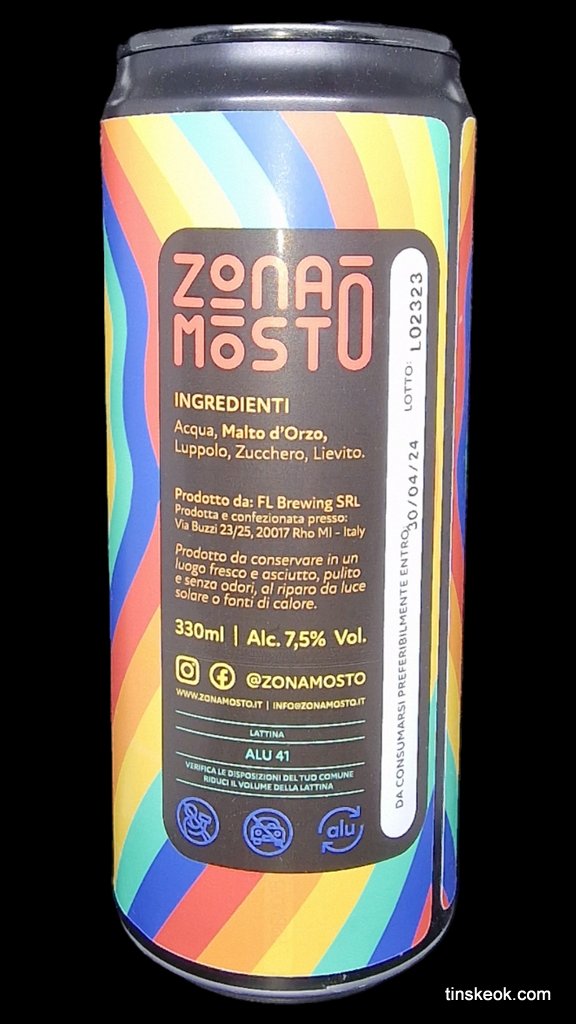 ZONA
MOSTO
INGREDIENTI
Acqua, Malto d'Orzo,
Luppolo, Zucchero, Lievito.
Prodotto da: FL Brewing SRL
Prodotta e confezionata presso:
Via Buzzi 23/25, 20017 Rho MI - Italy
Prodotto da conservare in un
luogo fresco e asciutto, pulito
e senza odori, al riparo da luce
solare o fonti di calore.
330ml | Alc. 7,5% Vol.
@ZONAMOSTO
WWW.ZONAMOSTO.IT | INFO@ZONAMOSTO.IT
LATTINA
ALU 41
VERIFICA LE DISPOSIZIONI DEL TUO COMUNE
RIDUCI IL VOLUME DELLA LATTINA
alu
DA CONSUMARSI PREFERIBILMENTE ENTRO: 30/04/24 LOTTO: L02323
tinskeok.com